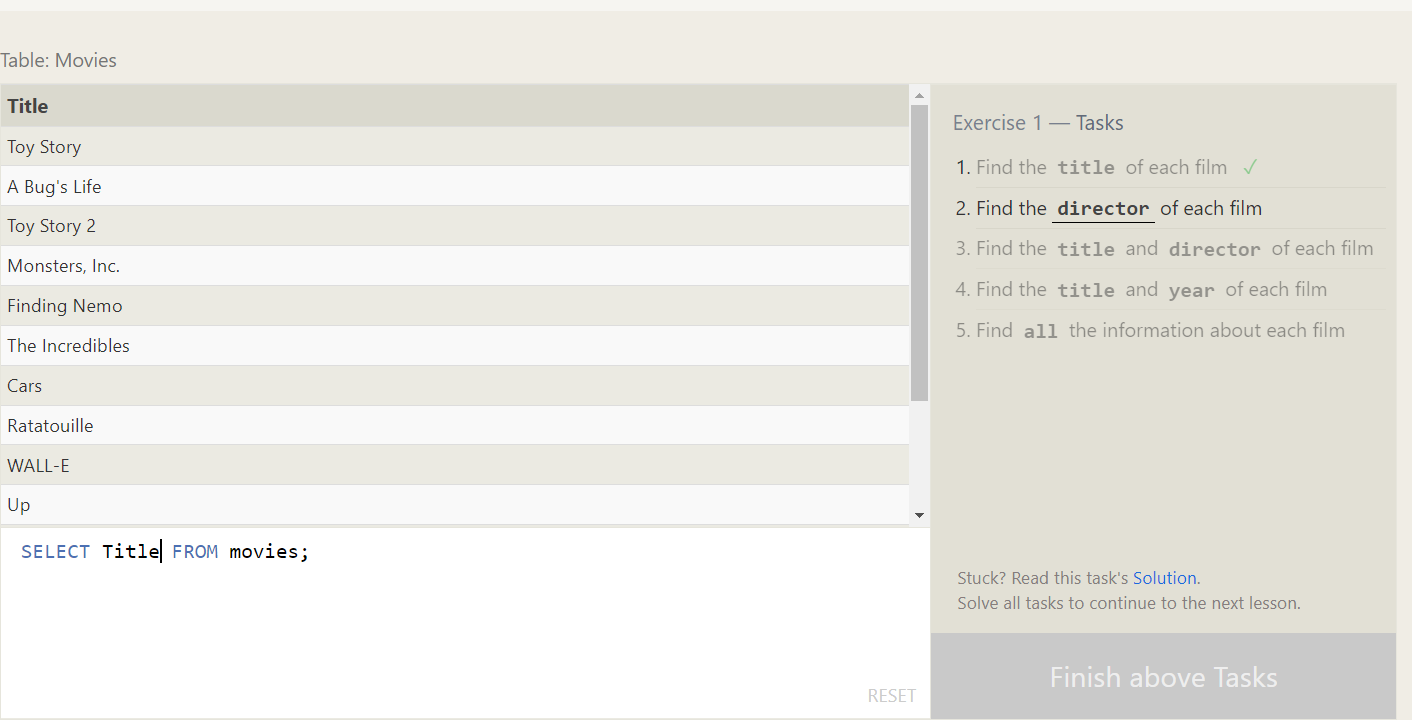 Table: Movies
Title
Toy Story
A Bug's Life
Toy Story 2
Monsters, Inc.
Finding Nemo
The Incredibles
Cars
Ratatouille
WALL-E
Up
SELECT Title FROM movies;
RESET
Exercise 1 — Tasks
1. Find the title of each film ✓
2. Find the director of each film
3. Find the title and director of each film
4. Find the title and year of each film
5. Find all the information about each film
Stuck? Read this task's Solution.
Solve all tasks to continue to the next lesson.
Finish above Tasks